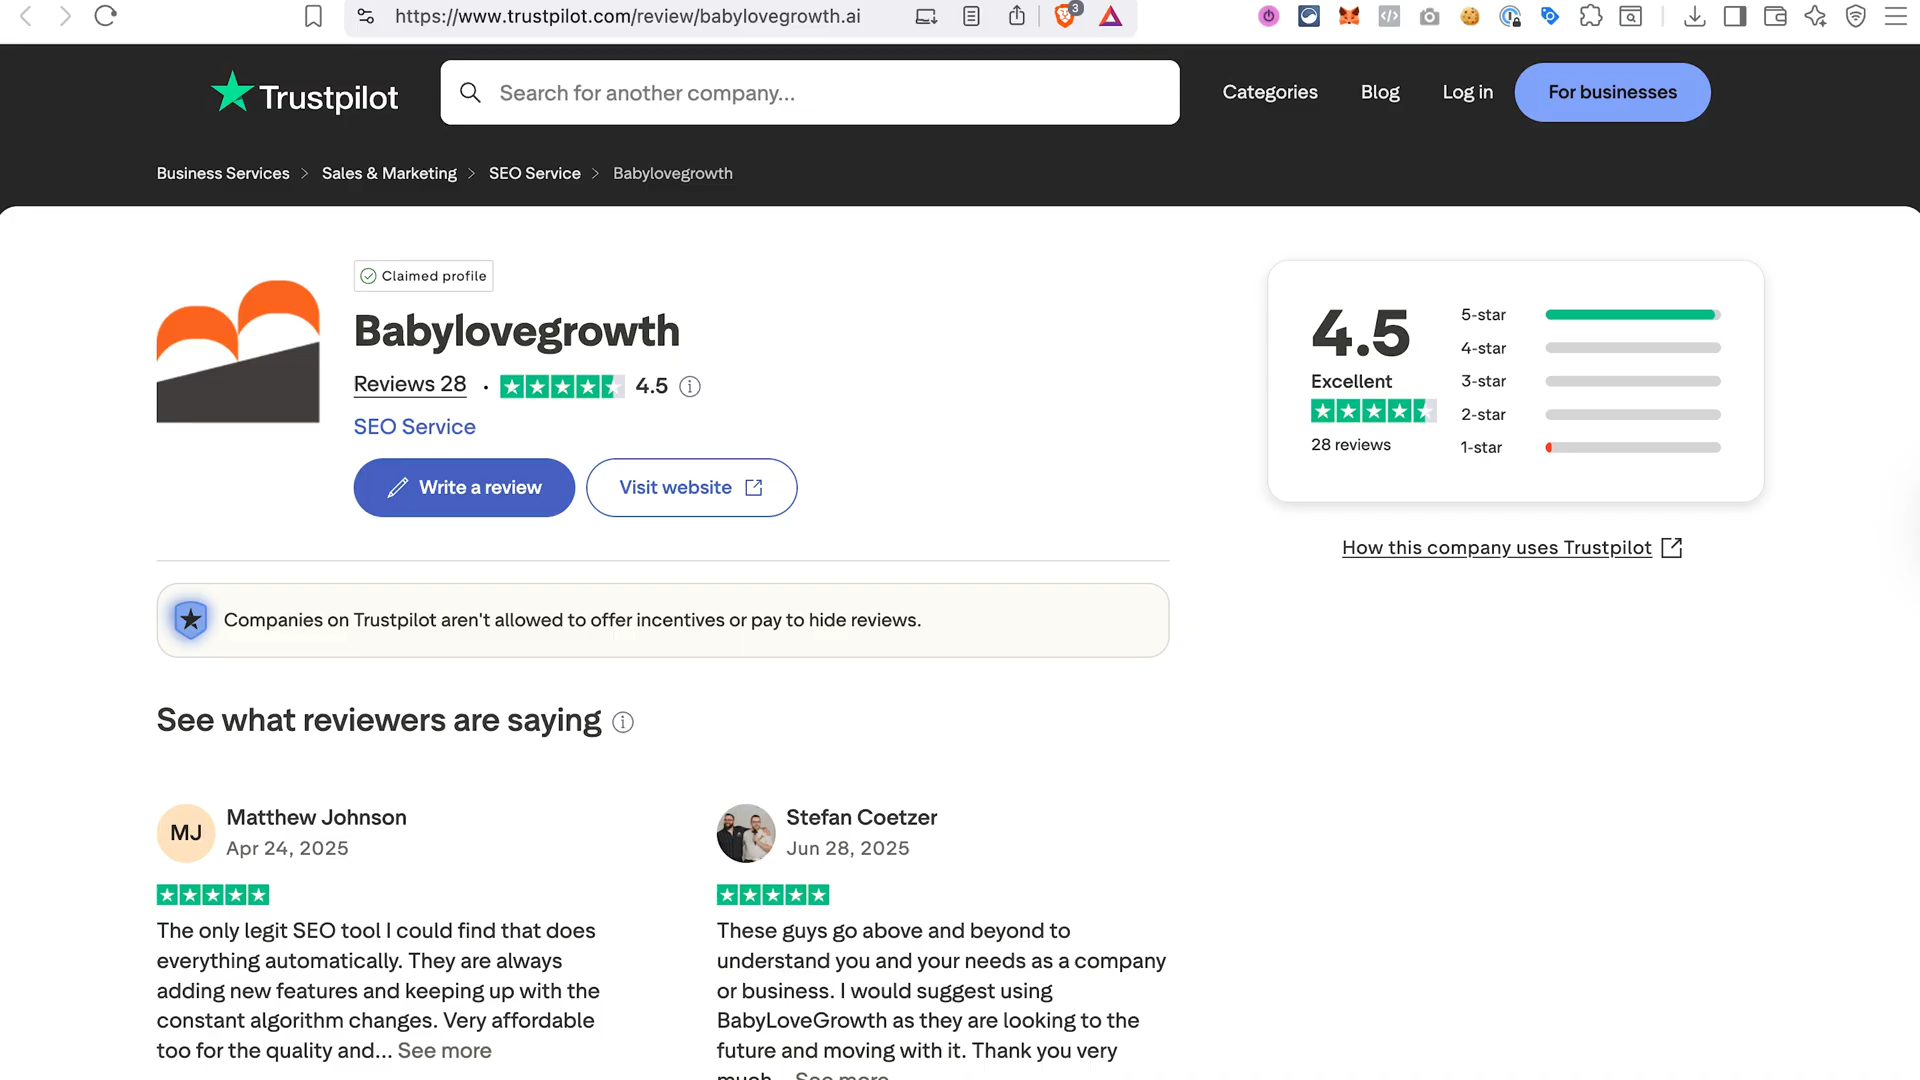 https://www.trustpilot.com/review/babylovegrowth.ai
3
Trustpilot
Search for another company...
Categories
Blog
Log in
For businesses
Business Services > Sales & Marketing > SEO Service > Babylovegrowth
Claimed profile
Babylovegrowth
Reviews 28 • 4.5
SEO Service
Write a review
Visit website
4.5
Excellent
28 reviews
5-star
4-star
3-star
2-star
1-star
How this company uses Trustpilot
Companies on Trustpilot aren't allowed to offer incentives or pay to hide reviews.
See what reviewers are saying
MJ
Matthew Johnson
Apr 24, 2025
The only legit SEO tool I could find that does
everything automatically. They are always
adding new features and keeping up with the
constant algorithm changes. Very affordable
too for the quality and... See more
Stefan Coetzer
Jun 28, 2025
These guys go above and beyond to
understand you and your needs as a company
or business. I would suggest using
BabyLoveGrowth as they are looking to the
future and moving with it. Thank you very
much... See more